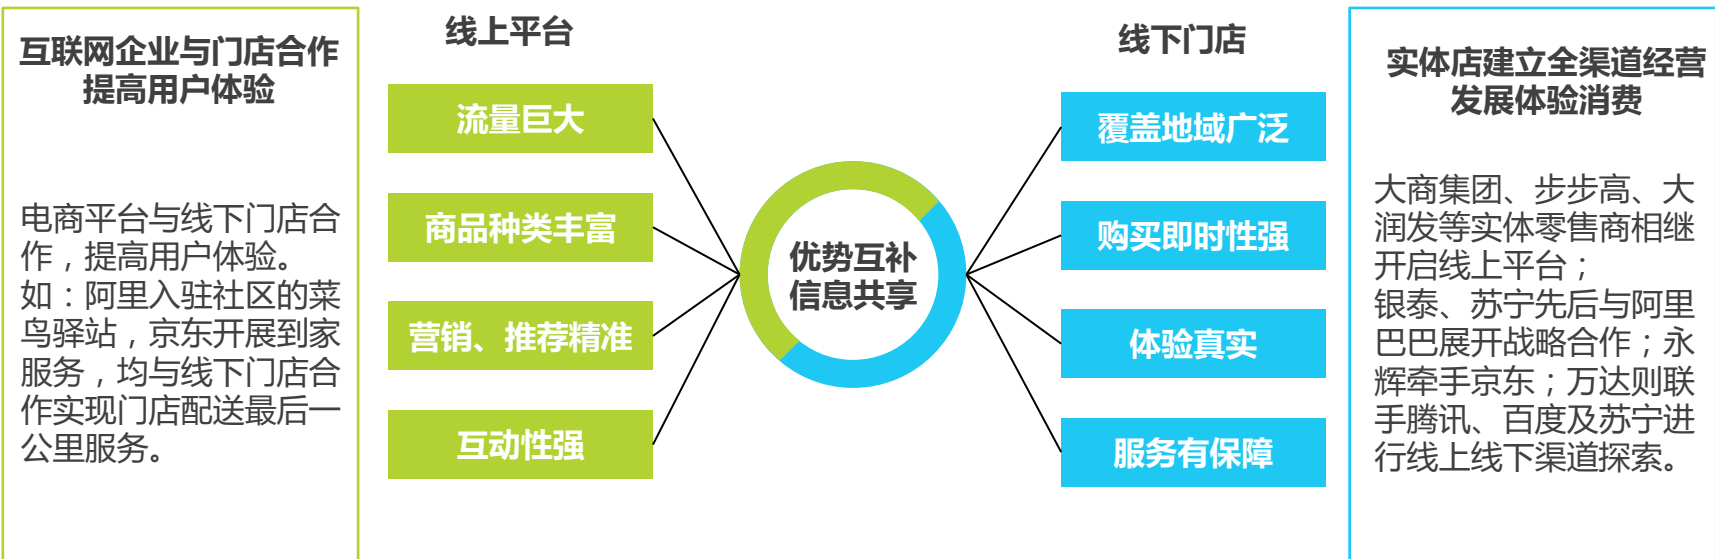 互联网企业与门店合作
提高用户体验
电商平台与线下门店合
作，提高用户体验。
如：阿里入驻社区的菜
鸟驿站，京东开展到家
服务，均与线下门店合
作实现门店配送最后一
公里服务。
线上平台
流量巨大
商品种类丰富
营销、推荐精准
互动性强
优势互补
信息共享
线下门店
覆盖地域广泛
购买即时性强
体验真实
服务有保障
实体店建立全渠道经营
发展体验消费
大商集团、步步高、大
润发等实体零售商相继
开启线上平台；
银泰、苏宁先后与阿里
巴巴展开战略合作；永
辉牵手京东；万达则联
手腾讯、百度及苏宁进
行线上线下渠道探索。